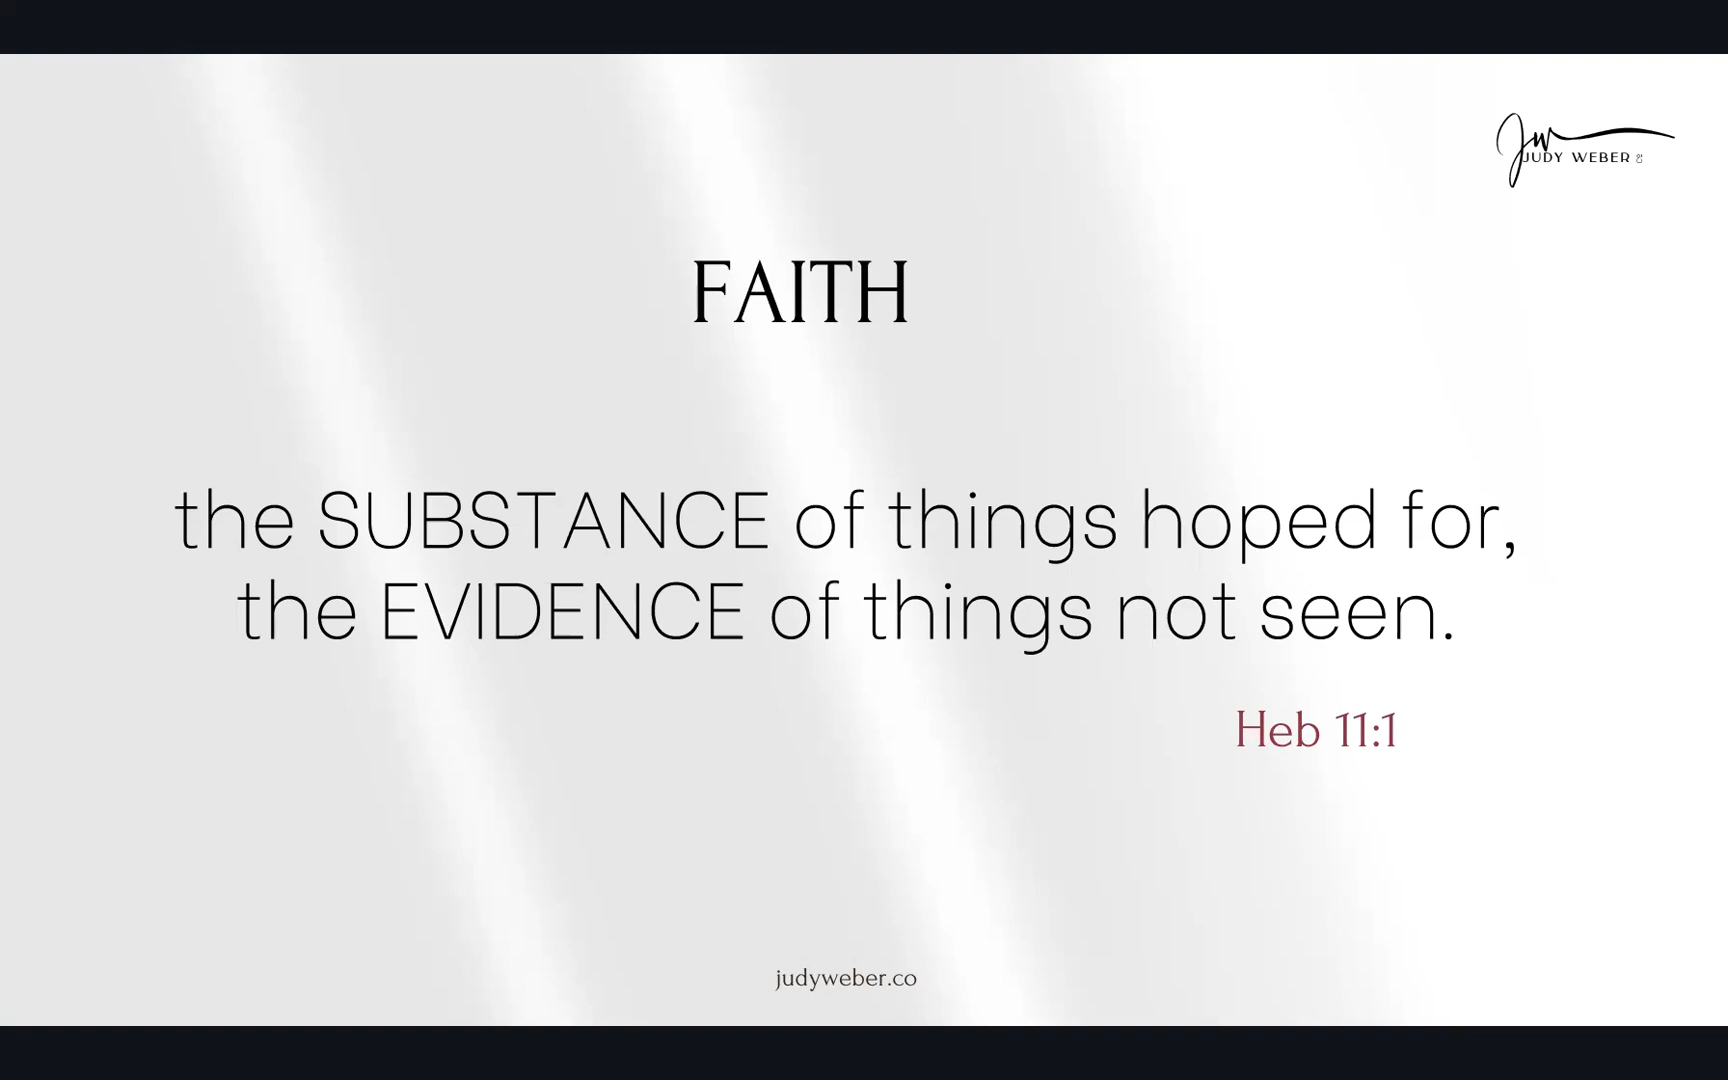 JW
JUDY WEBER
FAITH
the SUBSTANCE of things hoped for,
the EVIDENCE of things not seen.
Heb 11:1
judyweber.co